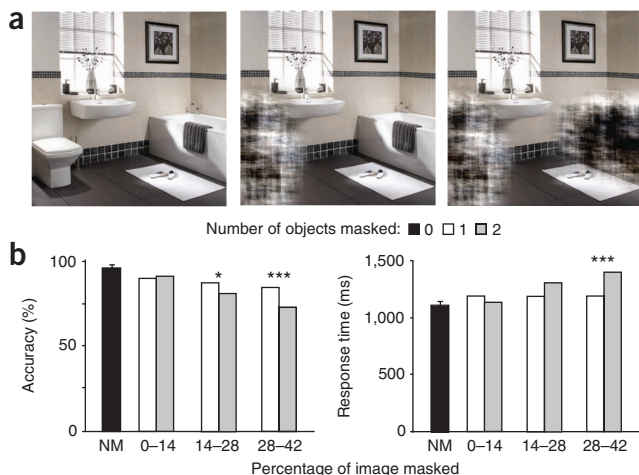 a
Number of objects masked: 0 1 2
b
Accuracy (%)
100
50
0
*
***
NM 0–14 14–28 28–42
Response time (ms)
1,500
1,000
500
0
***
NM 0–14 14–28 28–42
Percentage of image masked